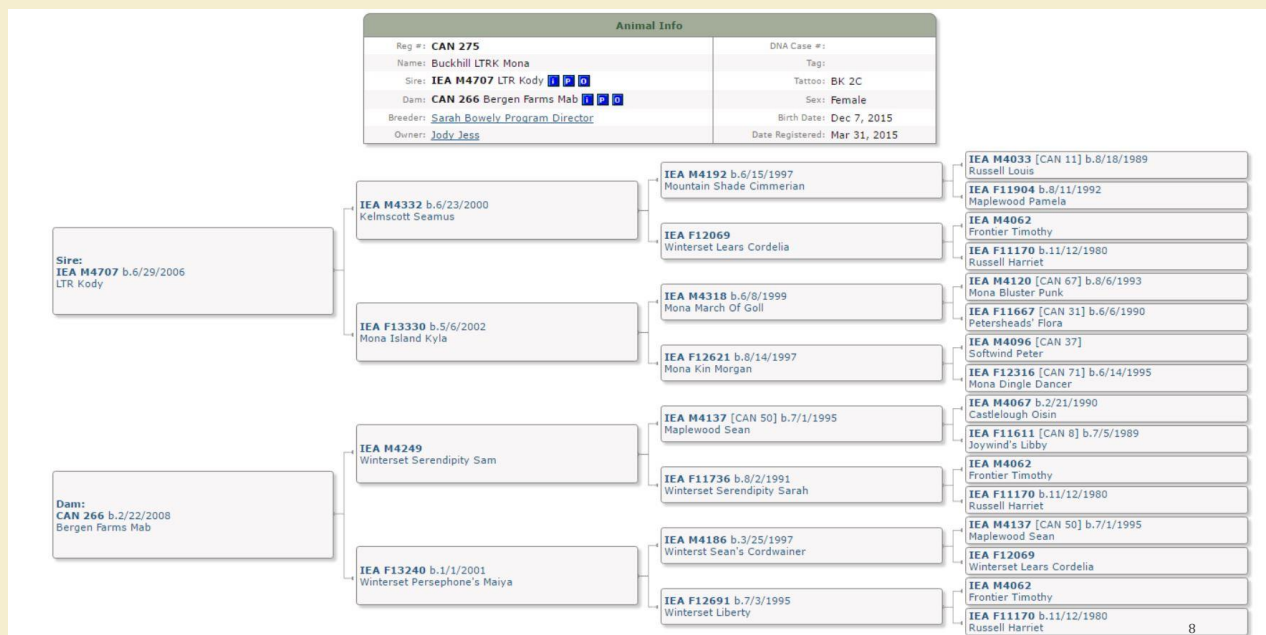 Animal Info
Reg #: CAN 275
Name: Buckhill LTRK Mona
Sire: IEA M4707 LTR Kody i P O
Dam: CAN 266 Bergen Farms Mab i P O
Breeder: Sarah Bowely Program Director
Owner: Jody Jess
DNA Case #:
Tag:
Tattoo: BK 2C
Sex: Female
Birth Date: Dec 7, 2015
Date Registered: Mar 31, 2015
Sire:
IEA M4707 b.6/29/2006
LTR Kody
Dam:
CAN 266 b.2/22/2008
Bergen Farms Mab
IEA M4332 b.6/23/2000
Kelmscott Seamus
IEA F13330 b.5/6/2002
Mona Island Kyla
IEA M4249
Winterset Serendipity Sam
IEA F13240 b.1/1/2001
Winterset Persephone's Maiya
IEA M4192 b.6/15/1997
Mountain Shade Cimmerian
IEA F12069
Winterset Lears Cordelia
IEA M4318 b.6/8/1999
Mona March Of Goll
IEA F12621 b.8/14/1997
Mona Kin Morgan
IEA M4137 [CAN 50] b.7/1/1995
Maplewood Sean
IEA F11736 b.8/2/1991
Winterset Serendipity Sarah
IEA M4186 b.3/25/1997
Winterst Sean's Cordwainer
IEA F12691 b.7/3/1995
Winterset Liberty
IEA M4033 [CAN 11] b.8/18/1989
Russell Louis
IEA F11904 b.8/11/1992
Maplewood Pamela
IEA M4062
Frontier Timothy
IEA F11170 b.11/12/1980
Russell Harriet
IEA M4120 [CAN 67] b.8/6/1993
Mona Bluster Punk
IEA F11667 [CAN 31] b.6/6/1990
Petersheads' Flora
IEA M4096 [CAN 37]
Softwind Peter
IEA F12316 [CAN 71] b.6/14/1995
Mona Dingle Dancer
IEA M4067 b.2/21/1990
Castlelough Oisin
IEA F11611 [CAN 8] b.7/5/1989
Joywind's Libby
IEA M4062
Frontier Timothy
IEA F11170 b.11/12/1980
Russell Harriet
IEA M4137 [CAN 50] b.7/1/1995
Maplewood Sean
IEA F12069
Winterset Lears Cordelia
IEA M4062
Frontier Timothy
IEA F11170 b.11/12/1980
Russell Harriet
8